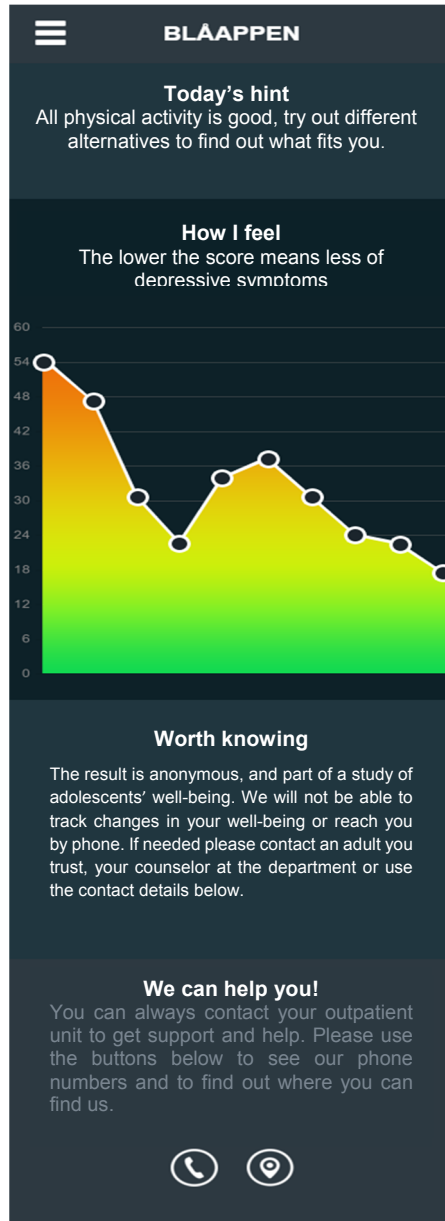 BLÅAPPEN
Today's hint
All physical activity is good, try out different
alternatives to find out what fits you.
How I feel
The lower the score means less of
depressive symptoms
60
54
48
42
36
30
24
18
12
6
0
Worth knowing
The result is anonymous, and part of a study of
adolescents' well-being. We will not be able to
track changes in your well-being or reach you
by phone. If needed please contact an adult you
trust, your counselor at the department or use
the contact details below.
We can help you!
You can always contact your outpatient
unit to get support and help. Please use
the buttons below to see our phone
numbers and to find out where you can
find us.